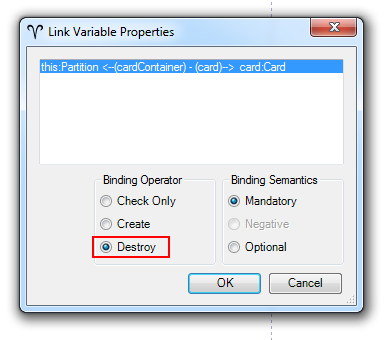 Link Variable Properties
this:Partition <--(cardContainer) - (card)--> card:Card
Binding Operator
Check Only
Create
Destroy
Binding Semantics
Mandatory
Negative
Optional
OK
Cancel